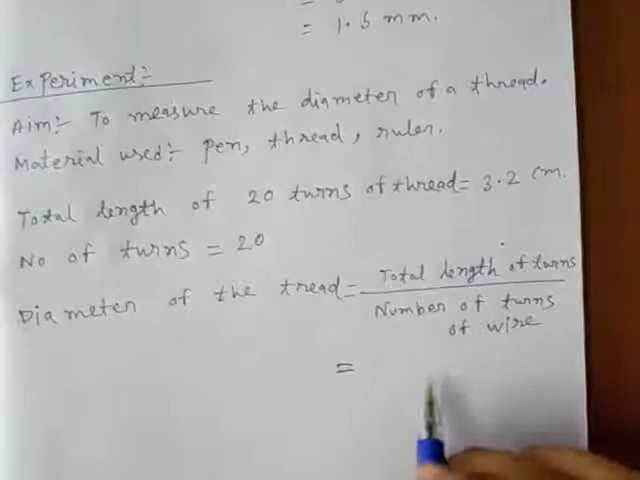 = 1.5 mm.
Experiment:-
Aim:- To measure the diameter of a thread.
Material used:- Pen, thread, ruler.
Total length of 20 turns of thread = 3.2 cm.
No of turns = 20
Diameter of the tread = Total length of turns
Number of turns
of wire
=